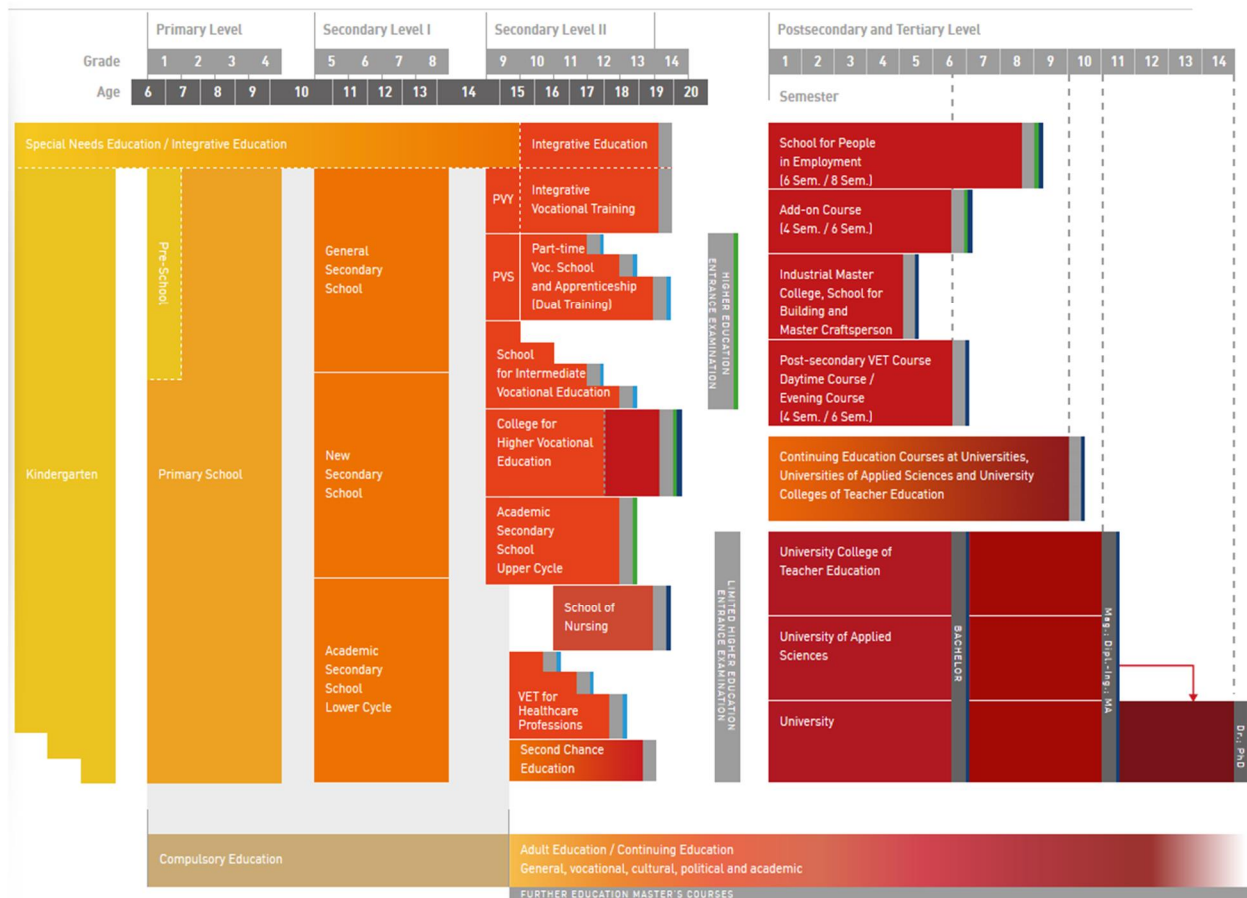 Primary Level
Secondary Level I
Secondary Level II
Postsecondary and Tertiary Level
Grade
1 2 3 4
5 6 7 8
9 10 11 12 13 14
1 2 3 4 5 6 7 8 9 10 11 12 13 14
Age
6 7 8 9 10 11 12 13 14 15 16 17 18 19 20
Semester
Special Needs Education / Integrative Education
Integrative Education
PVY
Integrative
Vocational Training
PVS
Part-time
Voc. School
and Apprenticeship
(Dual Training)
Pre-School
General
Secondary
School
School
for Intermediate
Vocational Education
College for
Higher Vocational
Education
Kindergarten
Primary School
New
Secondary
School
Academic
Secondary
School
Upper Cycle
School of
Nursing
Academic
Secondary
School
Lower Cycle
VET for
Healthcare
Professions
Second Chance
Education
HIGHER EDUCATION
ENTRANCE EXAMINATION
LIMITED HIGHER EDUCATION
ENTRANCE EXAMINATION
School for People
in Employment
(6 Sem. / 8 Sem.)
Add-on Course
(4 Sem. / 6 Sem.)
Industrial Master
College, School for
Building and
Master Craftsperson
Post-secondary VET Course
Daytime Course /
Evening Course
(4 Sem. / 6 Sem.)
Continuing Education Courses at Universities,
Universities of Applied Sciences and University
Colleges of Teacher Education
University College of
Teacher Education
University of Applied
Sciences
University
BACHELOR
Mag.; Dipl.-Ing.; MA
Dr.; PhD
Compulsory Education
Adult Education / Continuing Education
General, vocational, cultural, political and academic
FURTHER EDUCATION MASTER'S COURSES